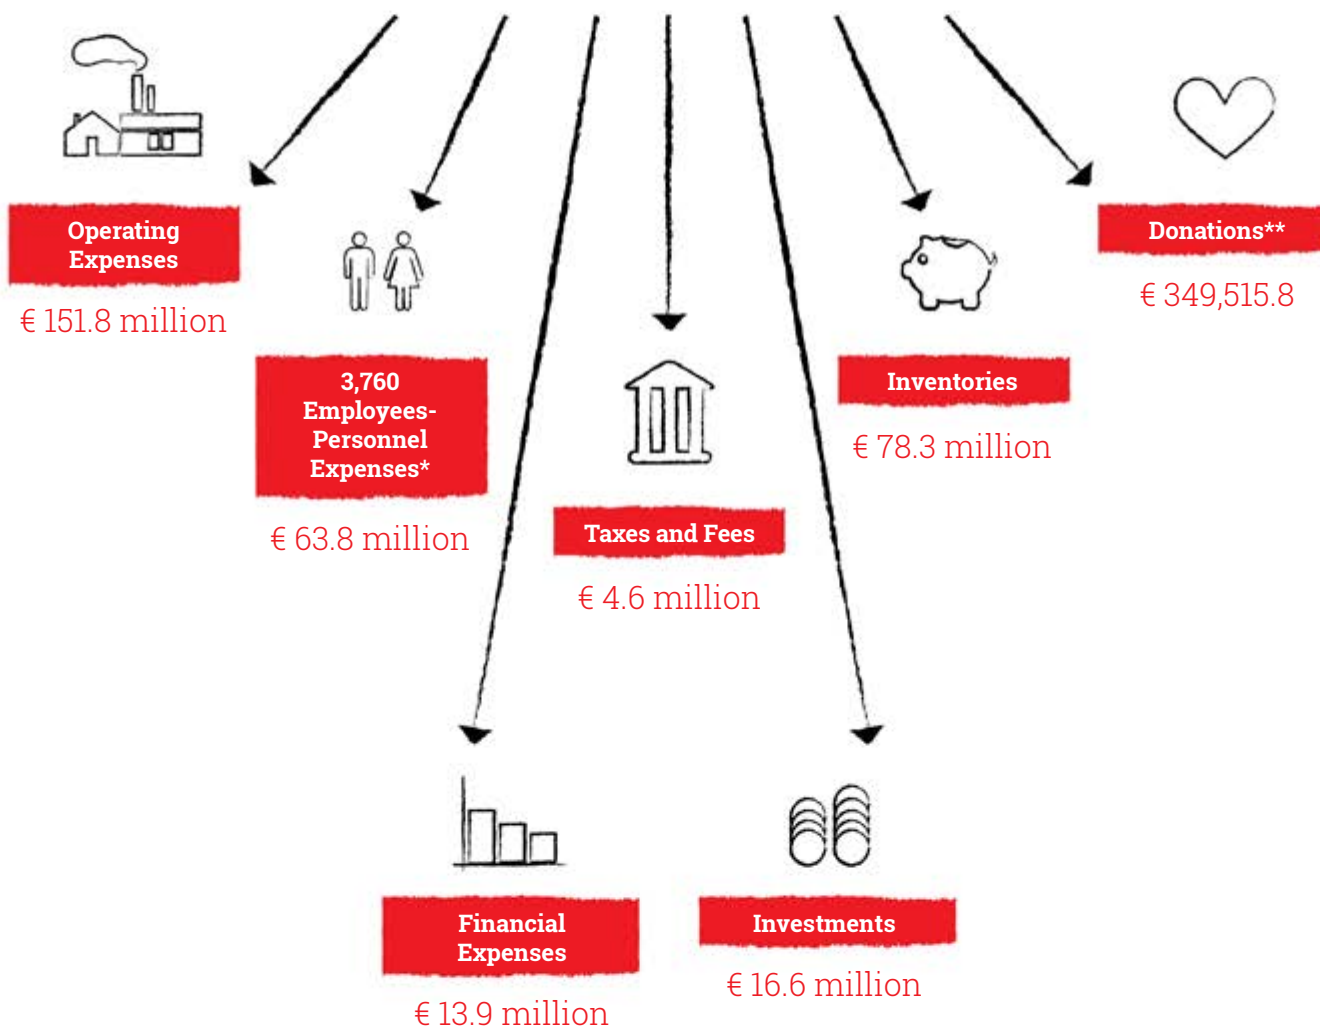 Operating
Expenses
€ 151.8 million
3,760
Employees-
Personnel
Expenses*
€ 63.8 million
Financial
Expenses
€ 13.9 million
Taxes and Fees
€ 4.6 million
Investments
€ 16.6 million
Inventories
€ 78.3 million
Donations**
€ 349,515.8